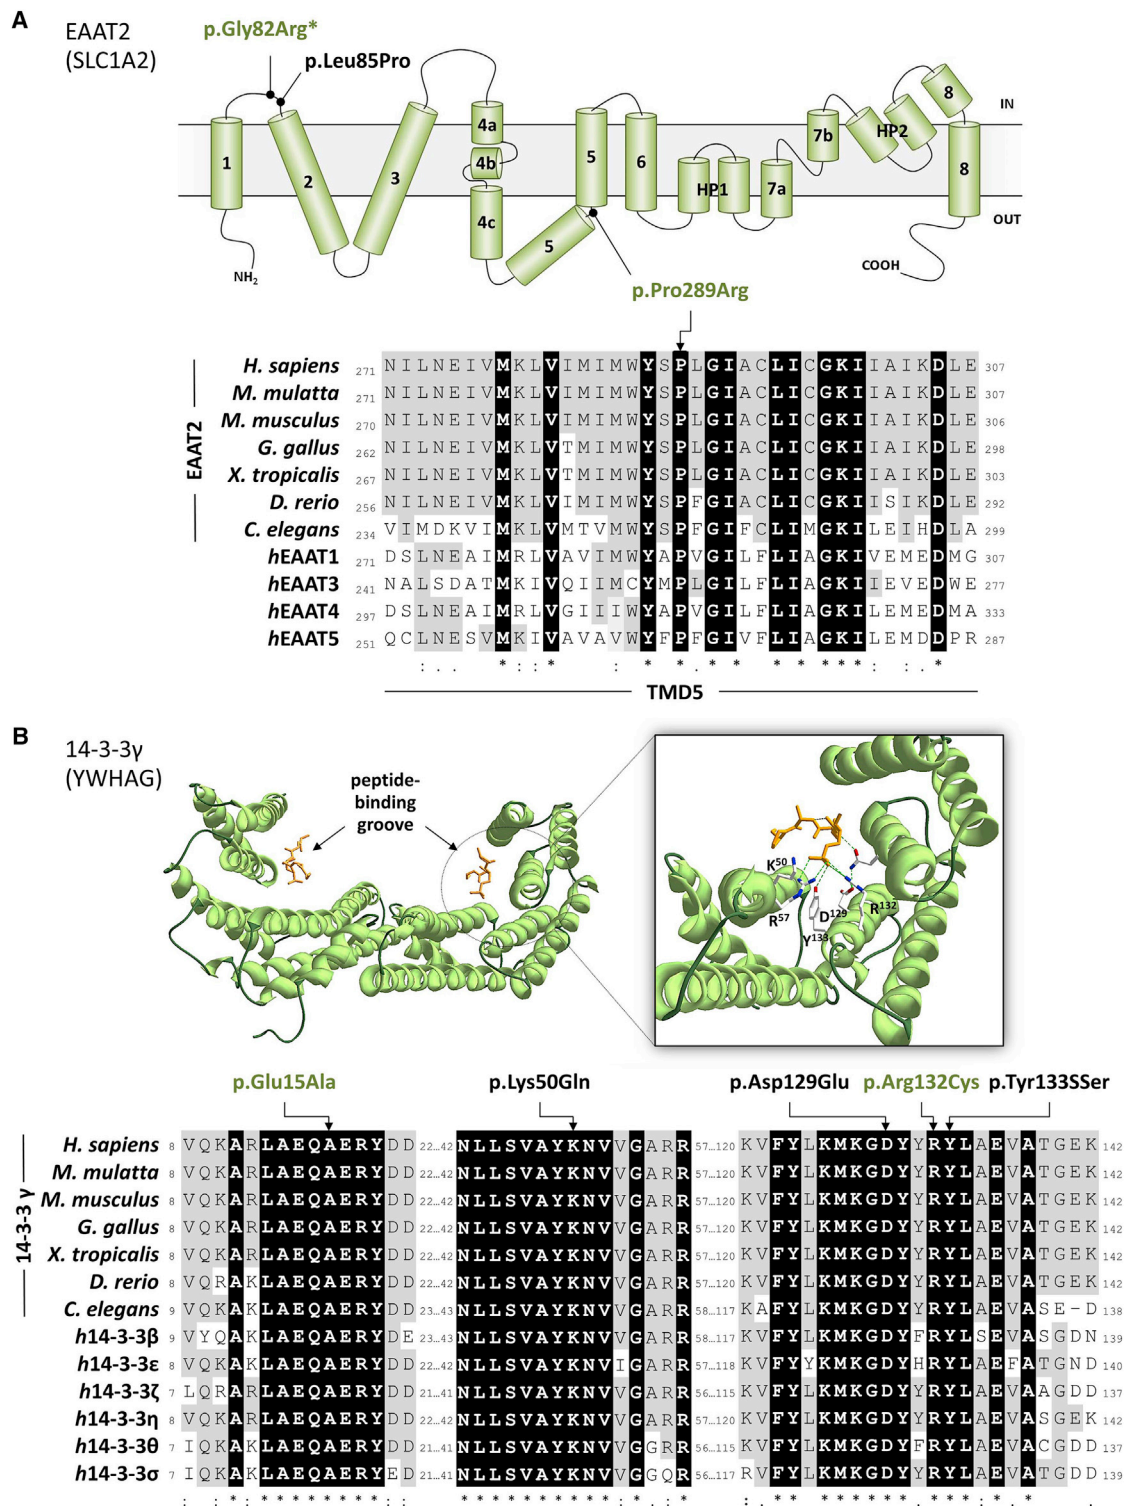 A
EAAT2
(SLC1A2)
p.Gly82Arg*
p.Leu85Pro
IN
OUT
1 2 3 4a 4b 4c 5 5 6 HP1 7a 7b HP2 8 8
NH2
COOH
p.Pro289Arg
EAAT2
H. sapiens 271 NILNEIVMKLVIMIMWYSPLGIACLICGKIIAIKDLE 307
M. mulatta 271 NILNEIVMKLVIMIMWYSPLGIACLICGKIIAIKDLE 307
M. musculus 270 NILNEIVMKLVIMIMWYSPLGIACLICGKIIAIKDLE 306
G. gallus 262 NILNEIVMKLVTMIMWYSPLGIACLICGKIIAIKDLE 298
X. tropicalis 267 NILNEIVMKLVTMIMWYSPLGIACLICGKIIAIKDLE 303
D. rerio 256 NILNEIVMKLVIMIMWYSPFGIACLICGKIISIKDLE 292
C. elegans 234 VIMDKVIMKLVMTVMWYSPFGIFCLIMGKILEIHDLA 299
hEAAT1 271 DSLNEAIMRLVAVIMWYAPVGILFLIAGKIVEMEDMG 307
hEAAT3 241 NALSDATMKIVQIIMCYMPLGILFLIAGKIIEVEDWE 277
hEAAT4 297 DSLNEAIMRLVGIIIWYAPVGILFLIAGKILEMEDMA 333
hEAAT5 251 QCLNESVMKIVAVAVWYFPFGIVFLIAGKILEMDDPR 287
: . . * : : * : * * * * * * * * * : : . *
TMD5
B
14-3-3γ
(YWHAG)
peptide-
binding
groove
K50
R57
D129
R132
Y133
p.Glu15Ala p.Lys50Gln p.Asp129Glu p.Arg132Cys p.Tyr133SSer
14-3-3 γ
H. sapiens 8 VQKARLAEQAERYDD 22...42 NLLSVAYKNVVGARR 57...120 KVFYLKMKGDYYRYLAEVATGEK 142
M. mulatta 8 VQKARLAEQAERYDD 22...42 NLLSVAYKNVVGARR 57...120 KVFYLKMKGDYYRYLAEVATGEK 142
M. musculus 8 VQKARLAEQAERYDD 22...42 NLLSVAYKNVVGARR 57...120 KVFYLKMKGDYYRYLAEVATGEK 142
G. gallus 8 VQKARLAEQAERYDD 22...42 NLLSVAYKNVVGARR 57...120 KVFYLKMKGDYYRYLAEVATGEK 142
X. tropicalis 8 VQKARLAEQAERYDD 22...42 NLLSVAYKNVVGARR 57...120 KVFYLKMKGDYYRYLAEVATGEK 142
D. rerio 8 VQRAKLAEQAERYDD 22...42 NLLSVAYKNVVGARR 57...120 KVFYLKMKGDYYRYLAEVATGEK 142
C. elegans 9 VQKAKLAEQAERYDD 23...43 NLLSVAYKNVVGARR 58...117 KAFYLKMKGDYYRYLAEVASE-D 138
h14-3-3β 9 VYQAKLAEQAERYDE 23...43 NLLSVAYKNVVGARR 58...117 KVFYLKMKGDYFRYLSEVASGDN 139
h14-3-3ε 8 VQKAKLAEQAERYDD 22...42 NLLSVAYKNVIGARR 57...118 KVFYYKMKGDYHRYLAEFATGND 140
h14-3-3ζ 7 LQRARLAEQAERYDD 21...41 NLLSVAYKNVVGARR 56...115 KVFYLKMKGDYYRYLAEVAAGDD 137
h14-3-3η 8 VQKARLAEQAERYDD 22...42 NLLSVAYKNVVGARR 57...120 KVFYLKMKGDYYRYLAEVASGEK 142
h14-3-3θ 7 IQKAKLAEQAERYDD 21...41 NLLSVAYKNVVGGRR 56...115 KVFYLKMKGDYFRYLAEVACGDD 137
h14-3-3σ 7 IQKAKLAEQAERYED 21...41 NLLSVAYKNVVGGQR 56...117 RVFYLKMKGDYYRYLAEVATGDD 139
: . * : * * * * * * * * : : * * * * * * * * * * : * . : * : . * * * * * * * * * * * . * . * .